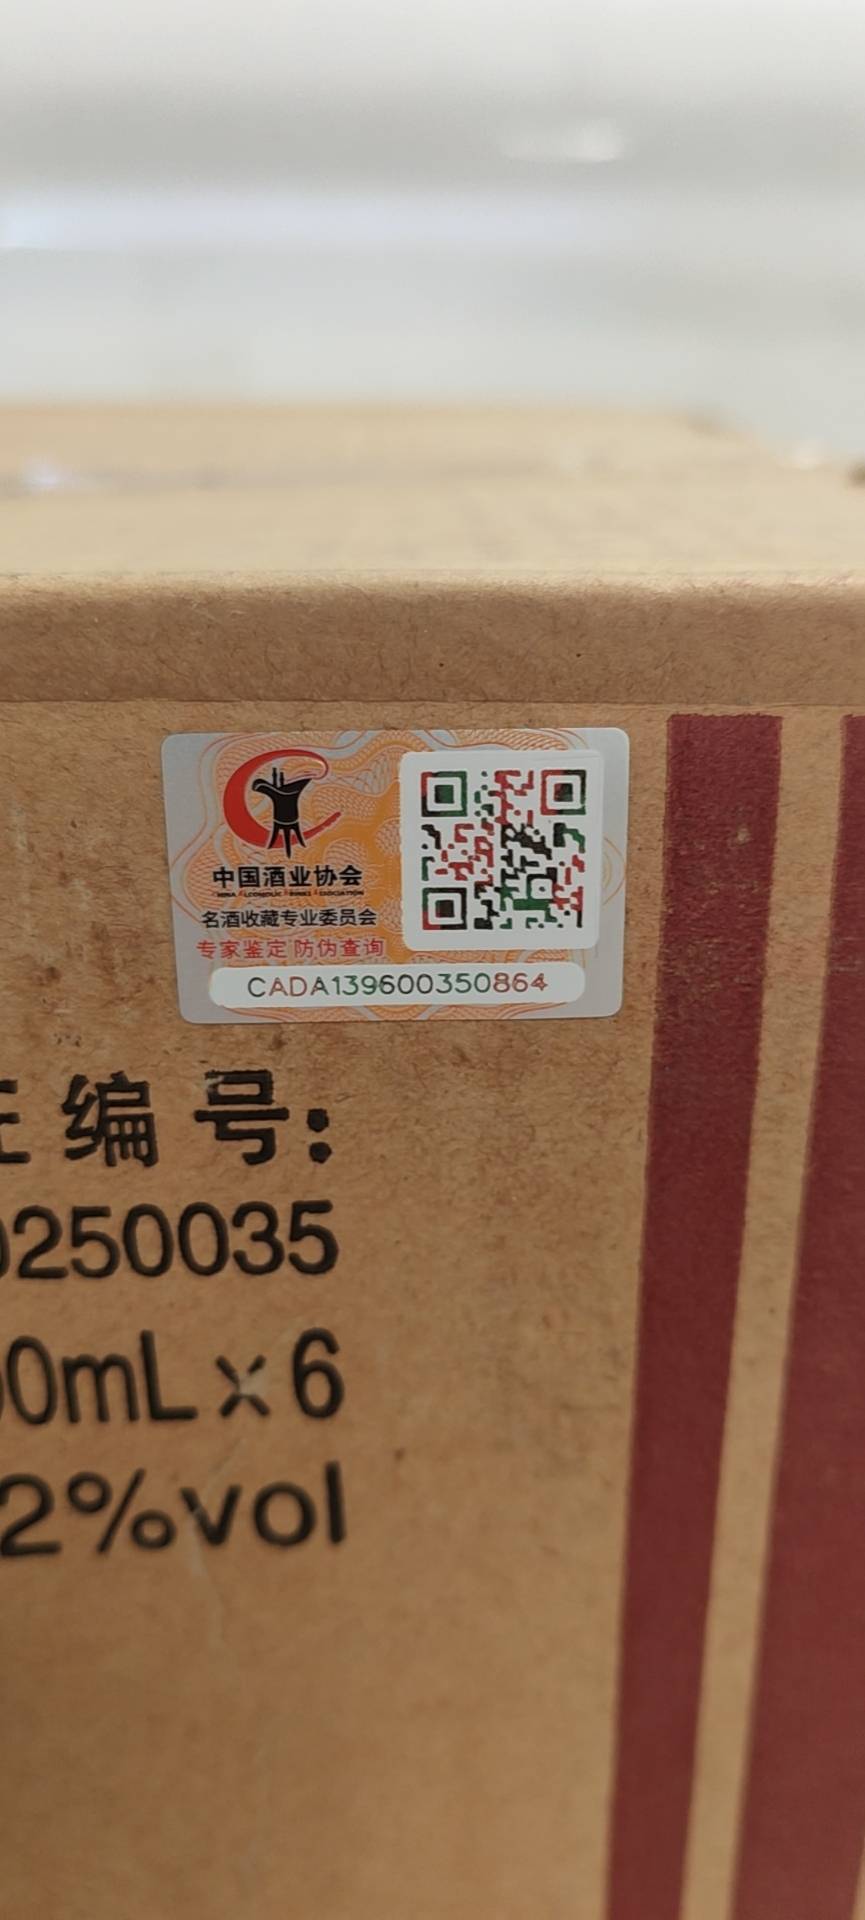 中国酒业协会
名酒收藏专业委员会
专家鉴定 防伪查询
CADA139600350864
编号:
0250035
0mL×6
2%vol